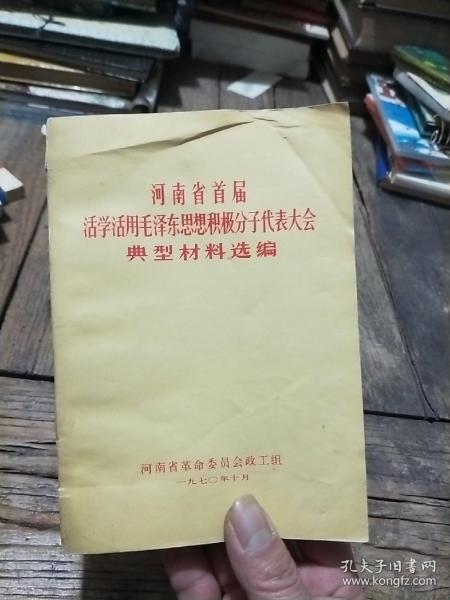 河南省首届
活学活用毛泽东思想积极分子代表大会
典型材料选编
河南省革命委员会政工组
一九七〇年十月
孔夫子旧书网
www.kongfz.com